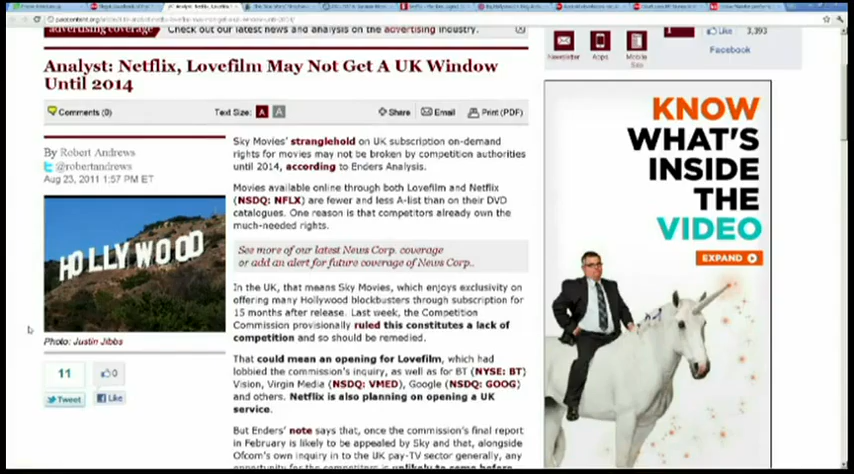 advertising coverage
Check out the latest news and analysis on the advertising industry.
Analyst: Netflix, Lovefilm May Not Get A UK Window
Until 2014
Comments (0)
Text Size: A A
Share
Email
Print (PDF)
By Robert Andrews
@robertandrews
Aug 23, 2011 1:57 PM ET
HOLLYWOOD
Photo: Justin Jibbs
11
0
Tweet
Like
Sky Movies' stranglehold on UK subscription on-demand
rights for movies may not be broken by competition authorities
until 2014, according to Enders Analysis.
Movies available online through both Lovefilm and Netflix
(NSDQ: NFLX) are fewer and less A-list than on their DVD
catalogues. One reason is that competitors already own the
much-needed rights.
See more of our latest News Corp. coverage
or add an alert for future coverage of News Corp..
In the UK, that means Sky Movies, which enjoys exclusivity on
offering many Hollywood blockbusters through subscription for
15 months after release. Last week, the Competition
Commission provisionally ruled this constitutes a lack of
competition and so should be remedied.
That could mean an opening for Lovefilm, which had
lobbied the commission's inquiry, as well as for BT (NYSE: BT)
Vision, Virgin Media (NSDQ: VMED), Google (NSDQ: GOOG)
and others. Netflix is also planning on opening a UK
service.
But Enders' note says that, once the commission's final report
in February is likely to be appealed by Sky and that, alongside
Ofcom's own inquiry in to the UK pay-TV sector generally, any
opportunity for the competitors is unlikely to come before
Newsletter
Apps
Mobile
Site
Like
3,393
Facebook
KNOW
WHAT'S
INSIDE
THE
VIDEO
EXPAND